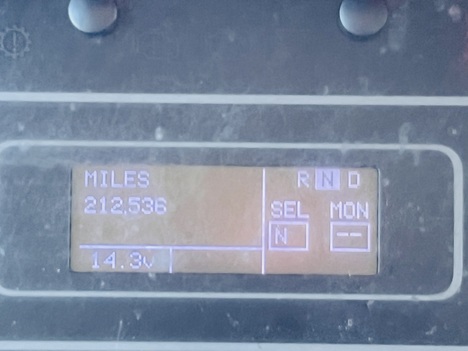 MILES
212,536
14.3v
R N D
SEL MON
N --